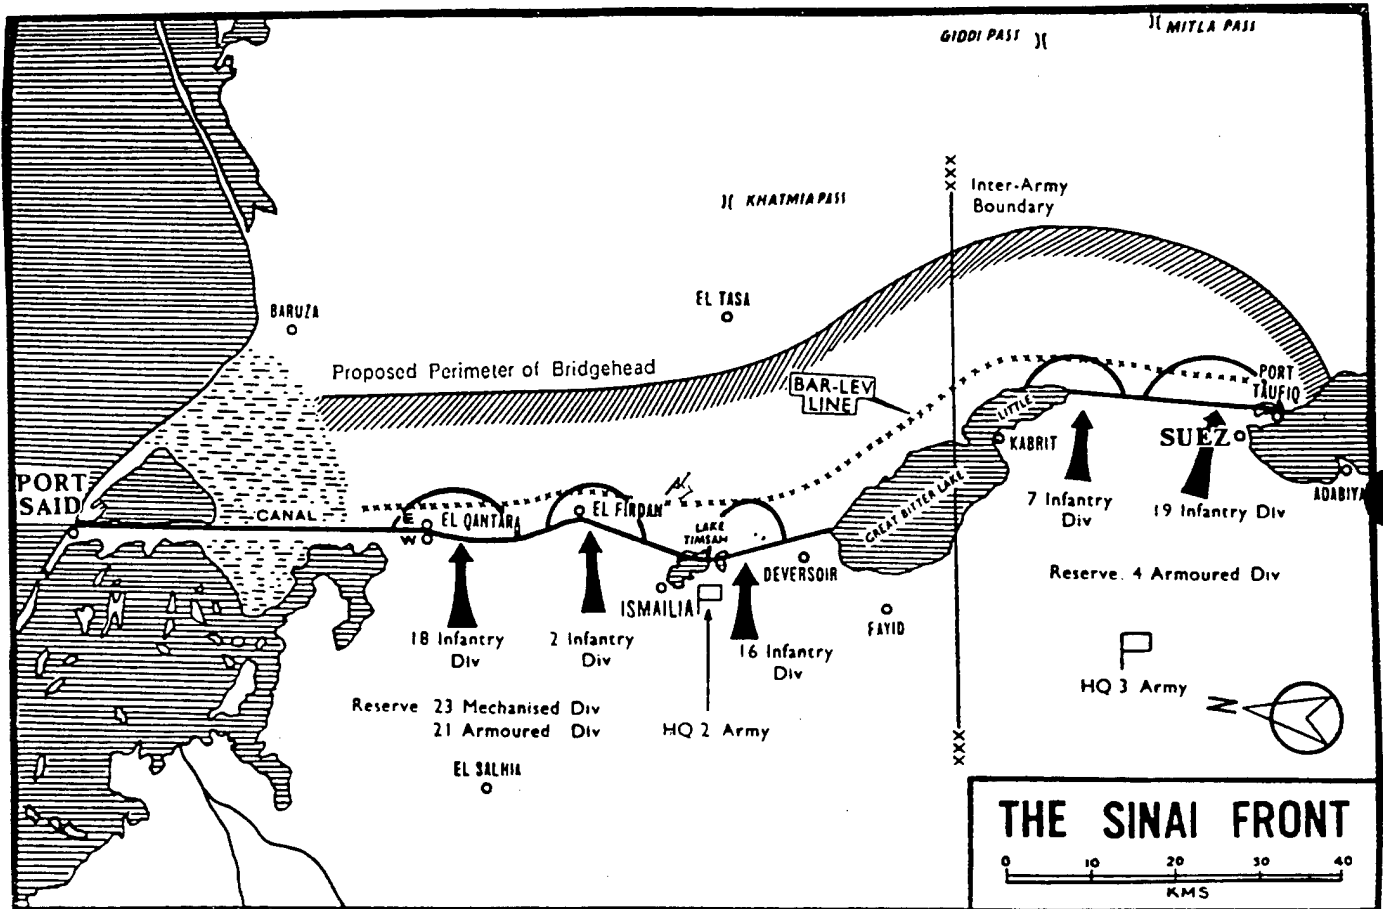 GIDDI PASS
MITLA PASS
Inter-Army
Boundary
KHATMIA PASS
EL TASA
BARUZA
Proposed Perimeter of Bridgehead
BAR-LEV
LINE
PORT
TAUFIQ
LITTLE
KABRIT
SUEZ
ADABIYA
GREAT BITTER LAKE
PORT
SAID
CANAL
E
W
EL QANTARA
EL FIRDAN
LAKE
TIMSAH
DEVERSOIR
ISMAILIA
FAYID
7 Infantry
Div
19 Infantry Div
Reserve. 4 Armoured Div
18 Infantry
Div
2 Infantry
Div
16 Infantry
Div
Reserve 23 Mechanised Div
21 Armoured Div
HQ 2 Army
HQ 3 Army
N
EL SALHIA
XXX
XXX
THE SINAI FRONT
0 10 20 30 40
KMS